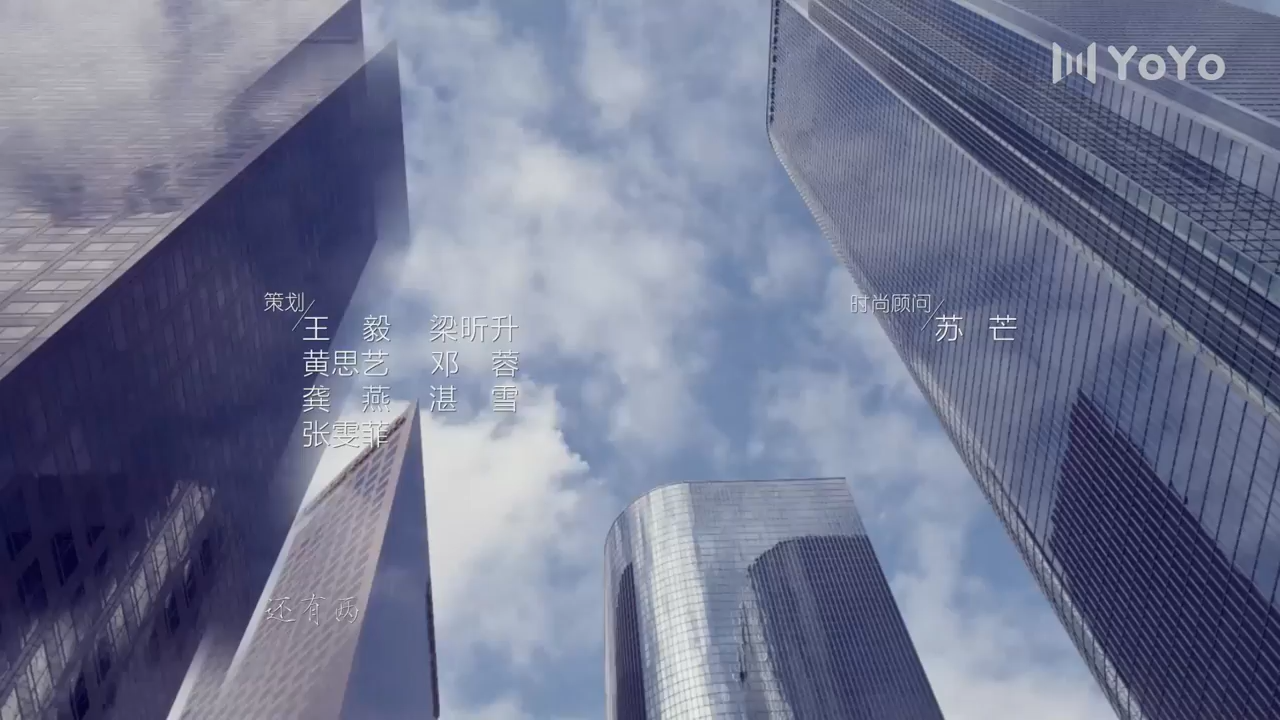 YoYo
策划
王 毅 梁昕升
黄思艺 邓 蓉
龚 燕 湛 雪
张雯菲
时尚顾问
苏 芒
还有两